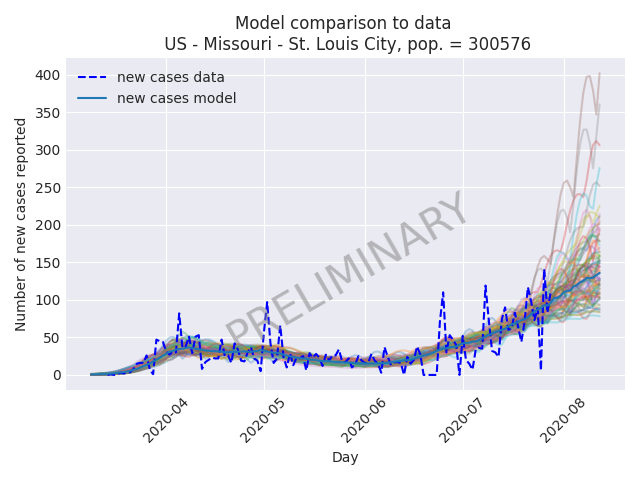 Model comparison to data
US - Missouri - St. Louis City, pop. = 300576
new cases data
new cases model
PRELIMINARY
Number of new cases reported
400
350
300
250
200
150
100
50
0
2020-04
2020-05
2020-06
2020-07
2020-08
Day